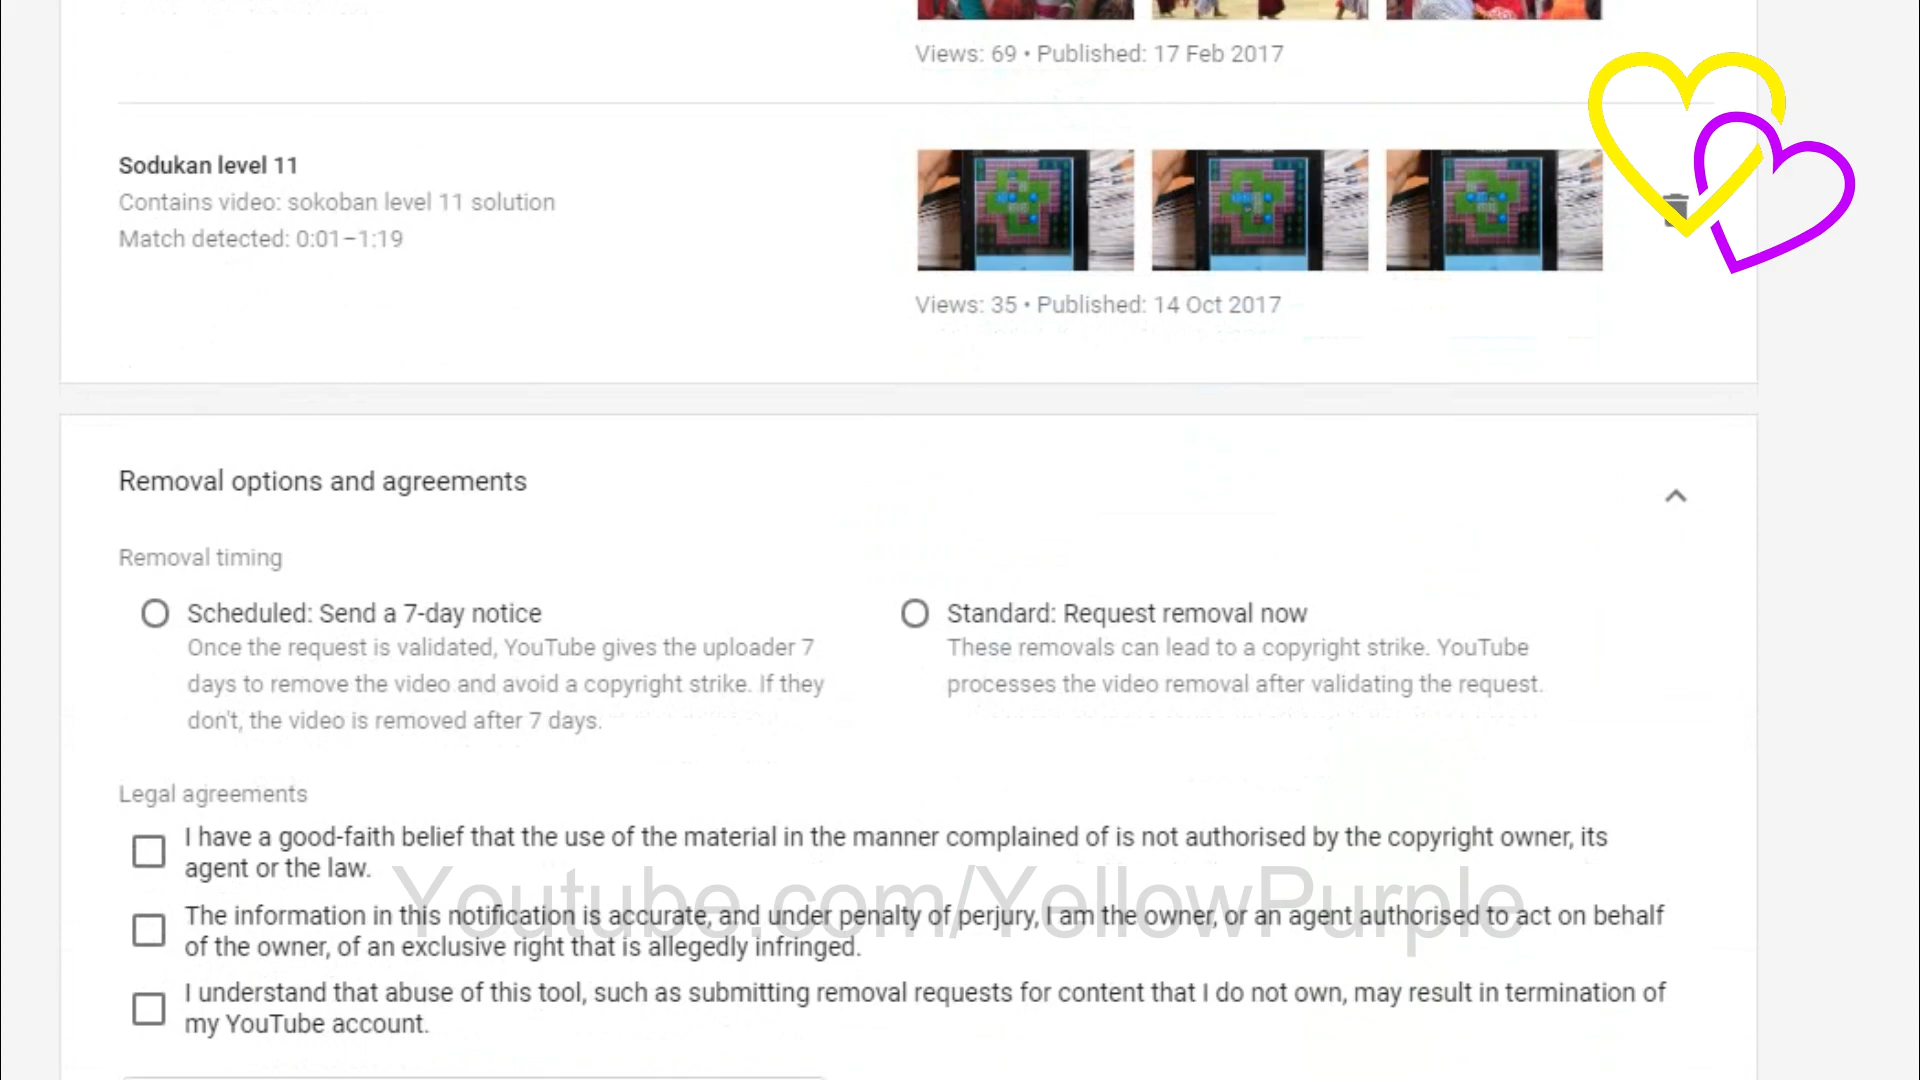 Views: 69 • Published: 17 Feb 2017
Sodukan level 11
Contains video: sokoban level 11 solution
Match detected: 0:01–1:19
Views: 35 • Published: 14 Oct 2017
Removal options and agreements
Removal timing
Scheduled: Send a 7-day notice
Once the request is validated, YouTube gives the uploader 7
days to remove the video and avoid a copyright strike. If they
don't, the video is removed after 7 days.
Standard: Request removal now
These removals can lead to a copyright strike. YouTube
processes the video removal after validating the request.
Legal agreements
I have a good-faith belief that the use of the material in the manner complained of is not authorised by the copyright owner, its
agent or the law.
Youtube.com/YellowPurple
The information in this notification is accurate, and under penalty of perjury, I am the owner, or an agent authorised to act on behalf
of the owner, of an exclusive right that is allegedly infringed.
I understand that abuse of this tool, such as submitting removal requests for content that I do not own, may result in termination of
my YouTube account.